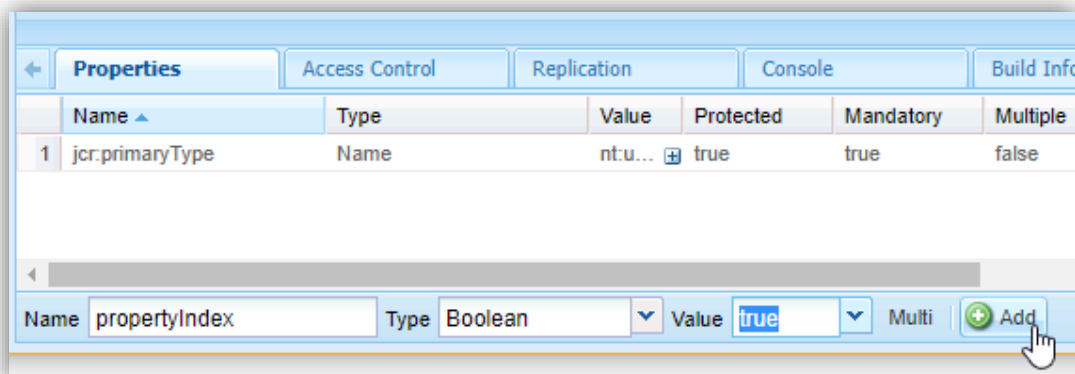 Properties Access Control Replication Console Build Info
Name Type Value Protected Mandatory Multiple
1 jcr:primaryType Name nt:u... true true false
Name propertyIndex Type Boolean Value true Multi Add